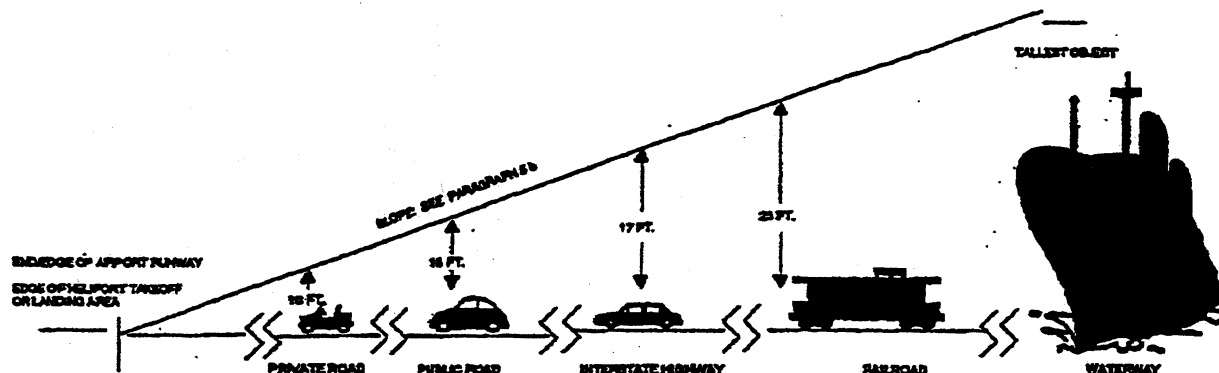 TALLEST OBJECT
SLOPE: SEE PARAGRAPH 5 b
17 FT.
23 FT.
15 FT.
END/EDGE OF AIRPORT RUNWAY
EDGE OF HELIPORT TAKEOFF
OR LANDING AREA
10 FT.
PRIVATE ROAD
PUBLIC ROAD
INTERSTATE HIGHWAY
RAILROAD
WATERWAY